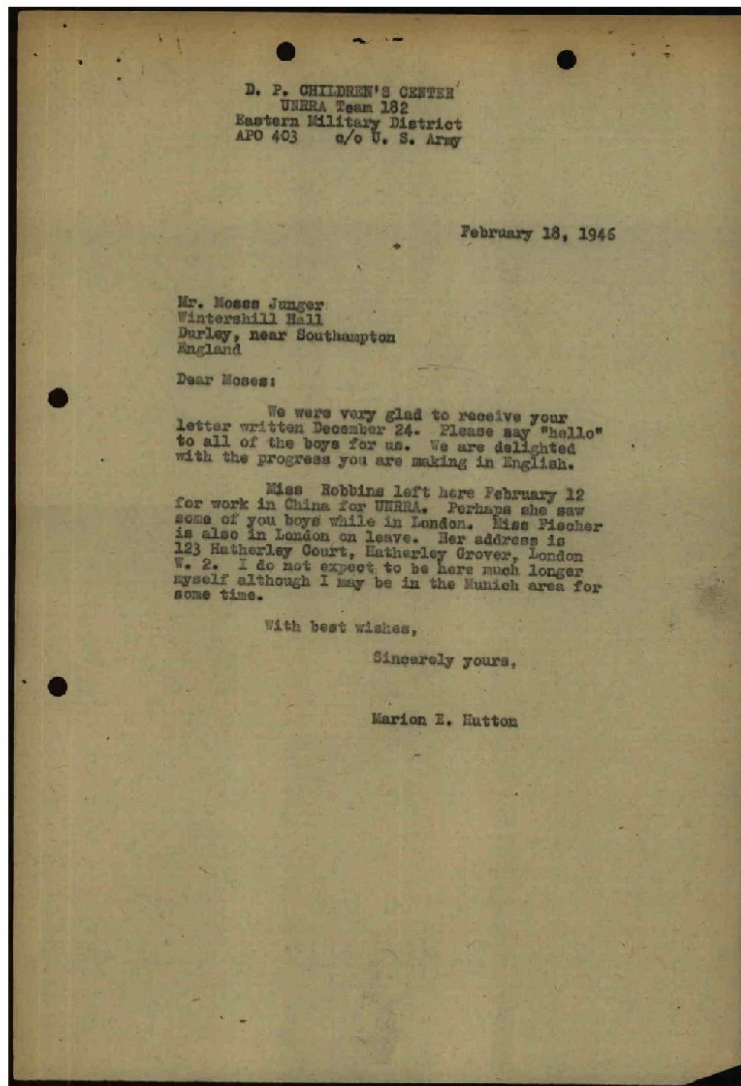 D. P. CHILDREN'S CENTER
UNRRA Team 182
Eastern Military District
APO 403 c/o U. S. Army
February 18, 1946
Mr. Moses Junger
Wintershill Hall
Durley, near Southampton
England
Dear Moses:
We were very glad to receive your
letter written December 24. Please say "hello"
to all of the boys for us. We are delighted
with the progress you are making in English.
Miss Robbins left here February 12
for work in China for UNRRA. Perhaps she saw
some of you boys while in London. Miss Fischer
is also in London on leave. Her address is
123 Hatherley Court, Hatherley Grover, London
W. 2. I do not expect to be here much longer
myself although I may be in the Munich area for
some time.
With best wishes,
Sincerely yours,
Marion E. Hutton